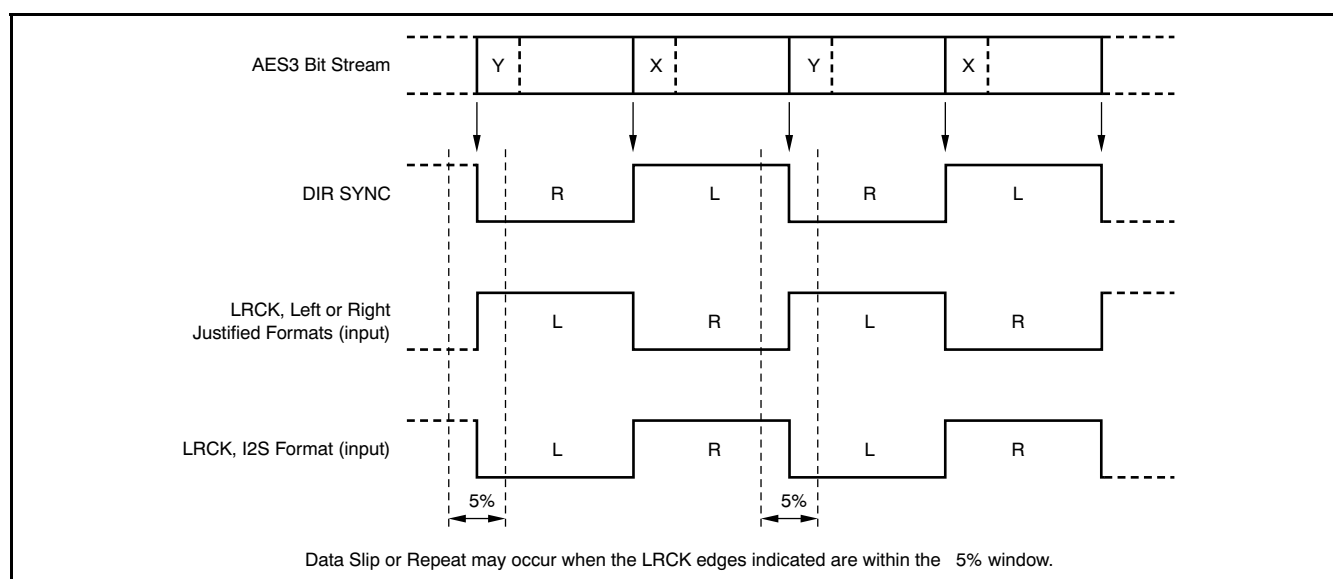 AES3 Bit Stream
Y X Y X
DIR SYNC
R L R L
LRCK, Left or Right
Justified Formats (input)
L R L R
LRCK, I2S Format (input)
L R L R
5% 5%
Data Slip or Repeat may occur when the LRCK edges indicated are within the 5% window.